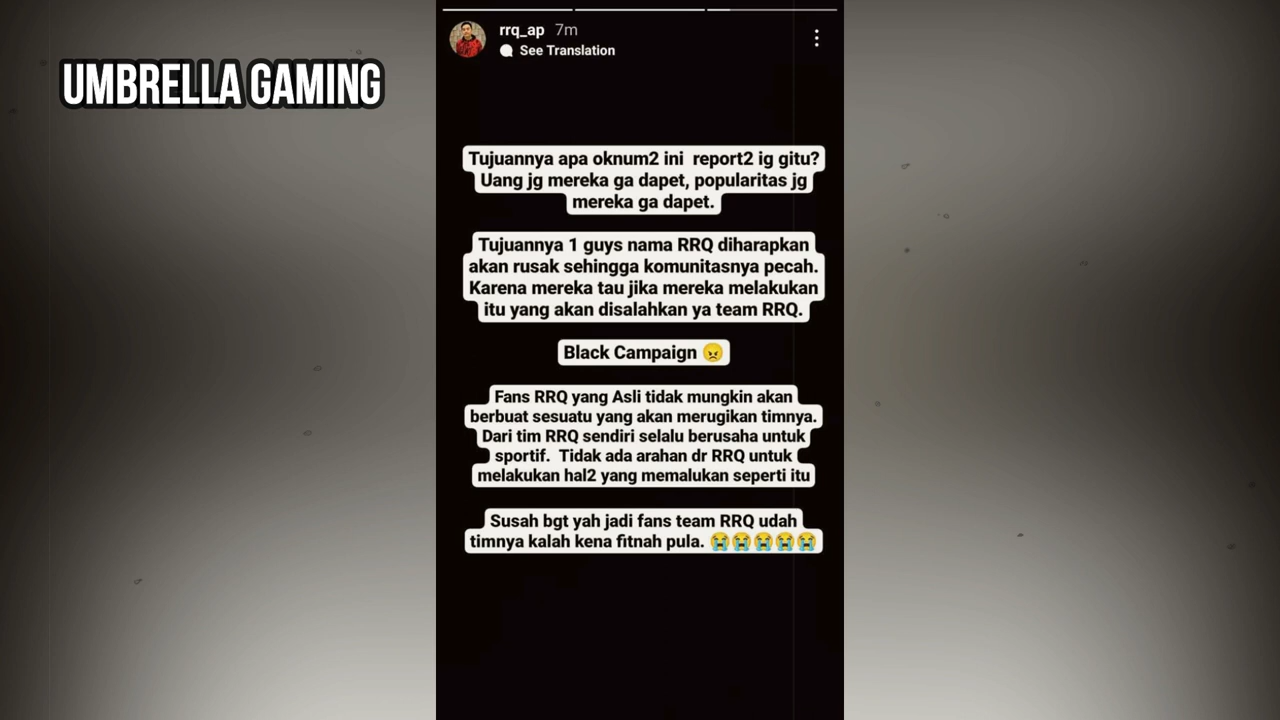 UMBRELLA GAMING
rrq_ap 7m
See Translation
Tujuannya apa oknum2 ini report2 ig gitu?
Uang jg mereka ga dapet, popularitas jg
mereka ga dapet.
Tujuannya 1 guys nama RRQ diharapkan
akan rusak sehingga komunitasnya pecah.
Karena mereka tau jika mereka melakukan
itu yang akan disalahkan ya team RRQ.
Black Campaign 😠
Fans RRQ yang Asli tidak mungkin akan
berbuat sesuatu yang akan merugikan timnya.
Dari tim RRQ sendiri selalu berusaha untuk
sportif. Tidak ada arahan dr RRQ untuk
melakukan hal2 yang memalukan seperti itu
Susah bgt yah jadi fans team RRQ udah
timnya kalah kena fitnah pula. 😭😭😭😭😭